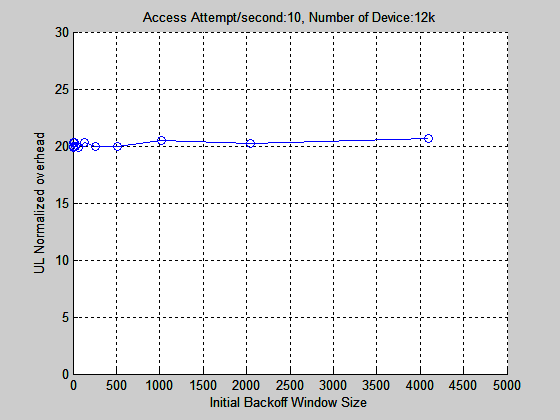 Access Attempt/second:10, Number of Device:12k
30
25
20
15
10
5
0
UL Normalized overhead
0 500 1000 1500 2000 2500 3000 3500 4000 4500 5000
Initial Backoff Window Size